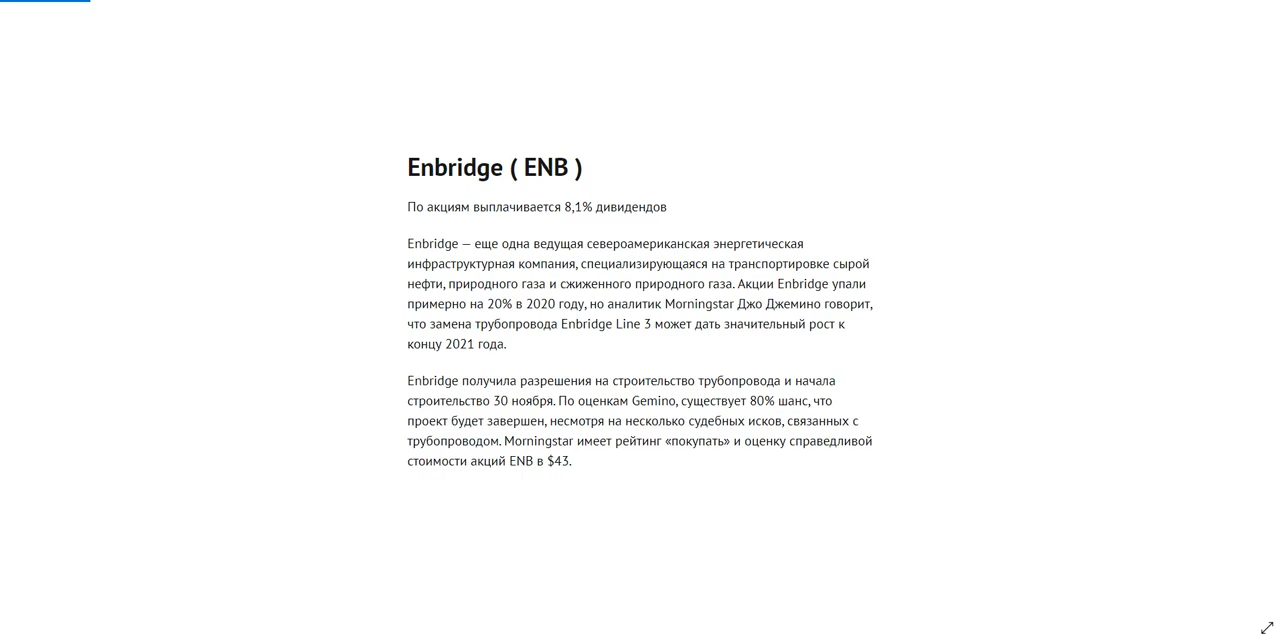 Enbridge ( ENB )
По акциям выплачивается 8,1% дивидендов
Enbridge — еще одна ведущая североамериканская энергетическая
инфраструктурная компания, специализирующаяся на транспортировке сырой
нефти, природного газа и сжиженного природного газа. Акции Enbridge упали
примерно на 20% в 2020 году, но аналитик Morningstar Джо Джемино говорит,
что замена трубопровода Enbridge Line 3 может дать значительный рост к
концу 2021 года.
Enbridge получила разрешения на строительство трубопровода и начала
строительство 30 ноября. По оценкам Gemino, существует 80% шанс, что
проект будет завершен, несмотря на несколько судебных исков, связанных с
трубопроводом. Morningstar имеет рейтинг «покупать» и оценку справедливой
стоимости акций ENB в $43.